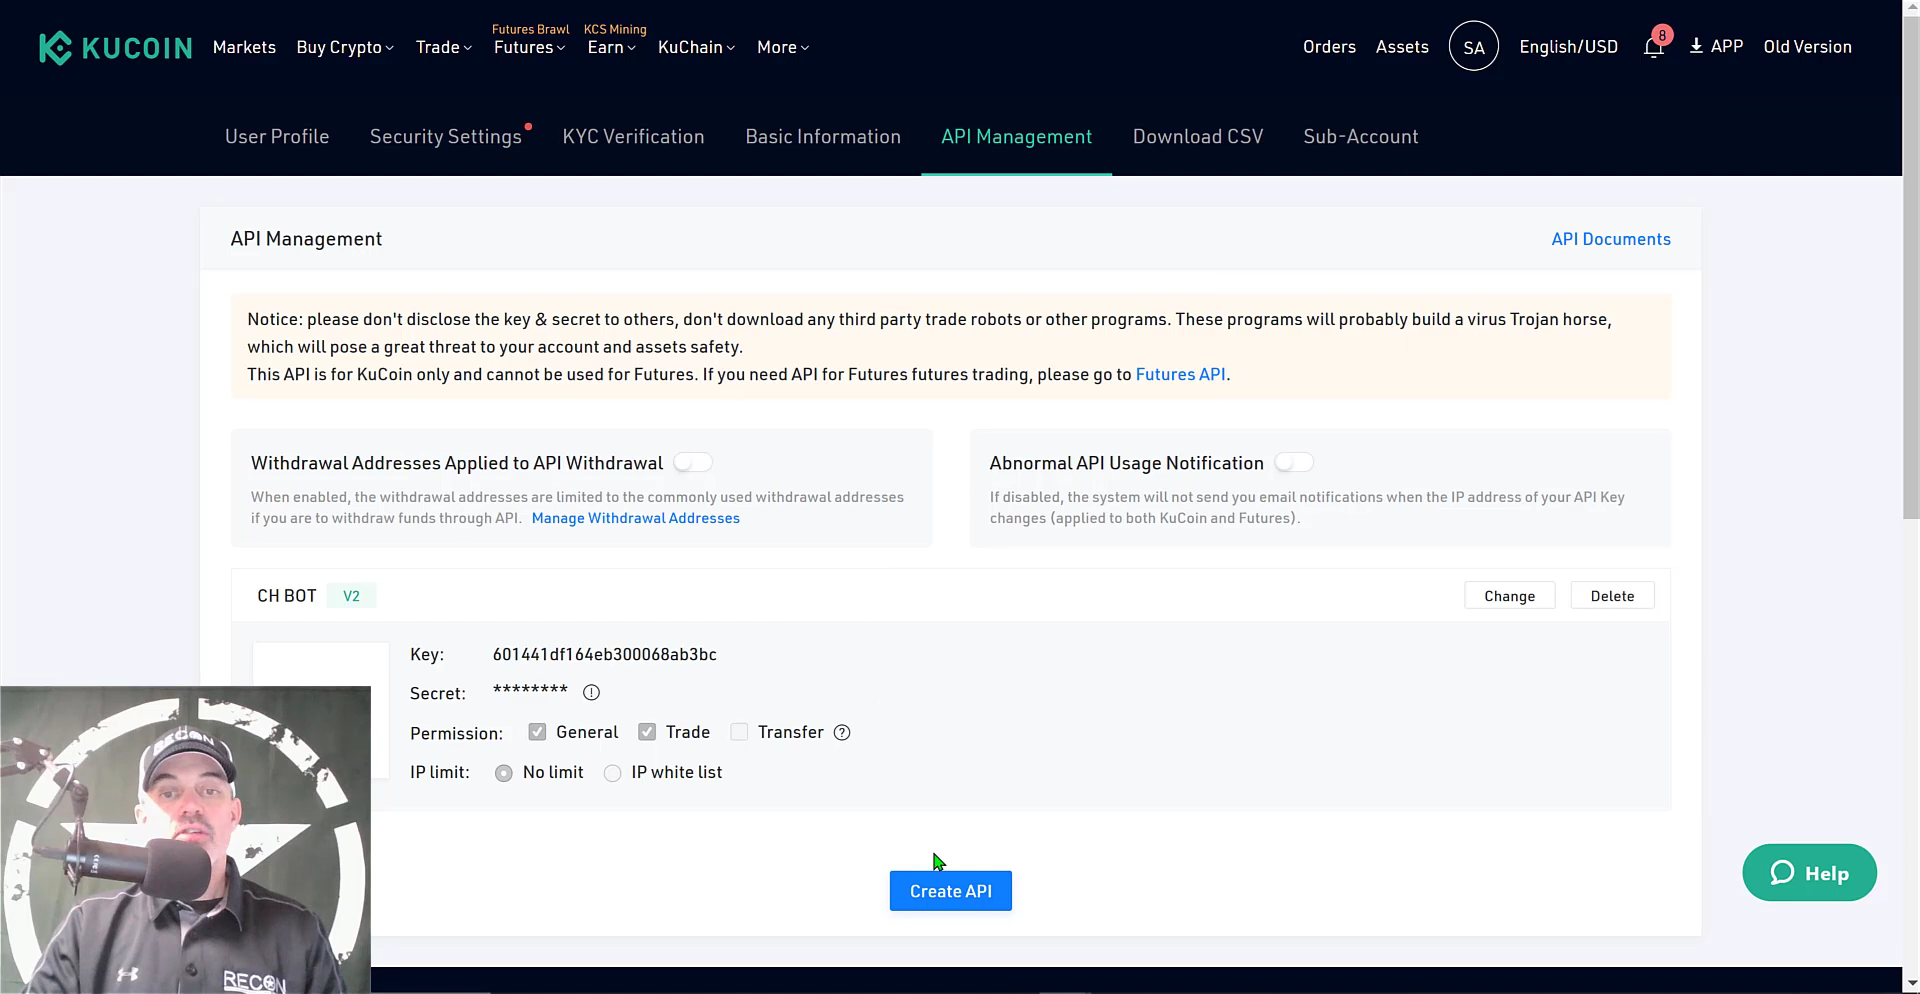 KUCOIN
Markets
Buy Crypto
Trade
Futures Brawl
Futures
KCS Mining
Earn
KuChain
More
Orders
Assets
SA
English/USD
8
APP
Old Version
User Profile
Security Settings
KYC Verification
Basic Information
API Management
Download CSV
Sub-Account
API Management
API Documents
Notice: please don't disclose the key & secret to others, don't download any third party trade robots or other programs. These programs will probably build a virus Trojan horse,
which will pose a great threat to your account and assets safety.
This API is for KuCoin only and cannot be used for Futures. If you need API for Futures futures trading, please go to Futures API.
Withdrawal Addresses Applied to API Withdrawal
When enabled, the withdrawal addresses are limited to the commonly used withdrawal addresses
if you are to withdraw funds through API. Manage Withdrawal Addresses
Abnormal API Usage Notification
If disabled, the system will not send you email notifications when the IP address of your API Key
changes (applied to both KuCoin and Futures).
CH BOT
V2
Change
Delete
Key: 601441df164eb300068ab3bc
Secret: ********
Permission: General Trade Transfer
IP limit: No limit IP white list
Create API
Help
RECON
RECON